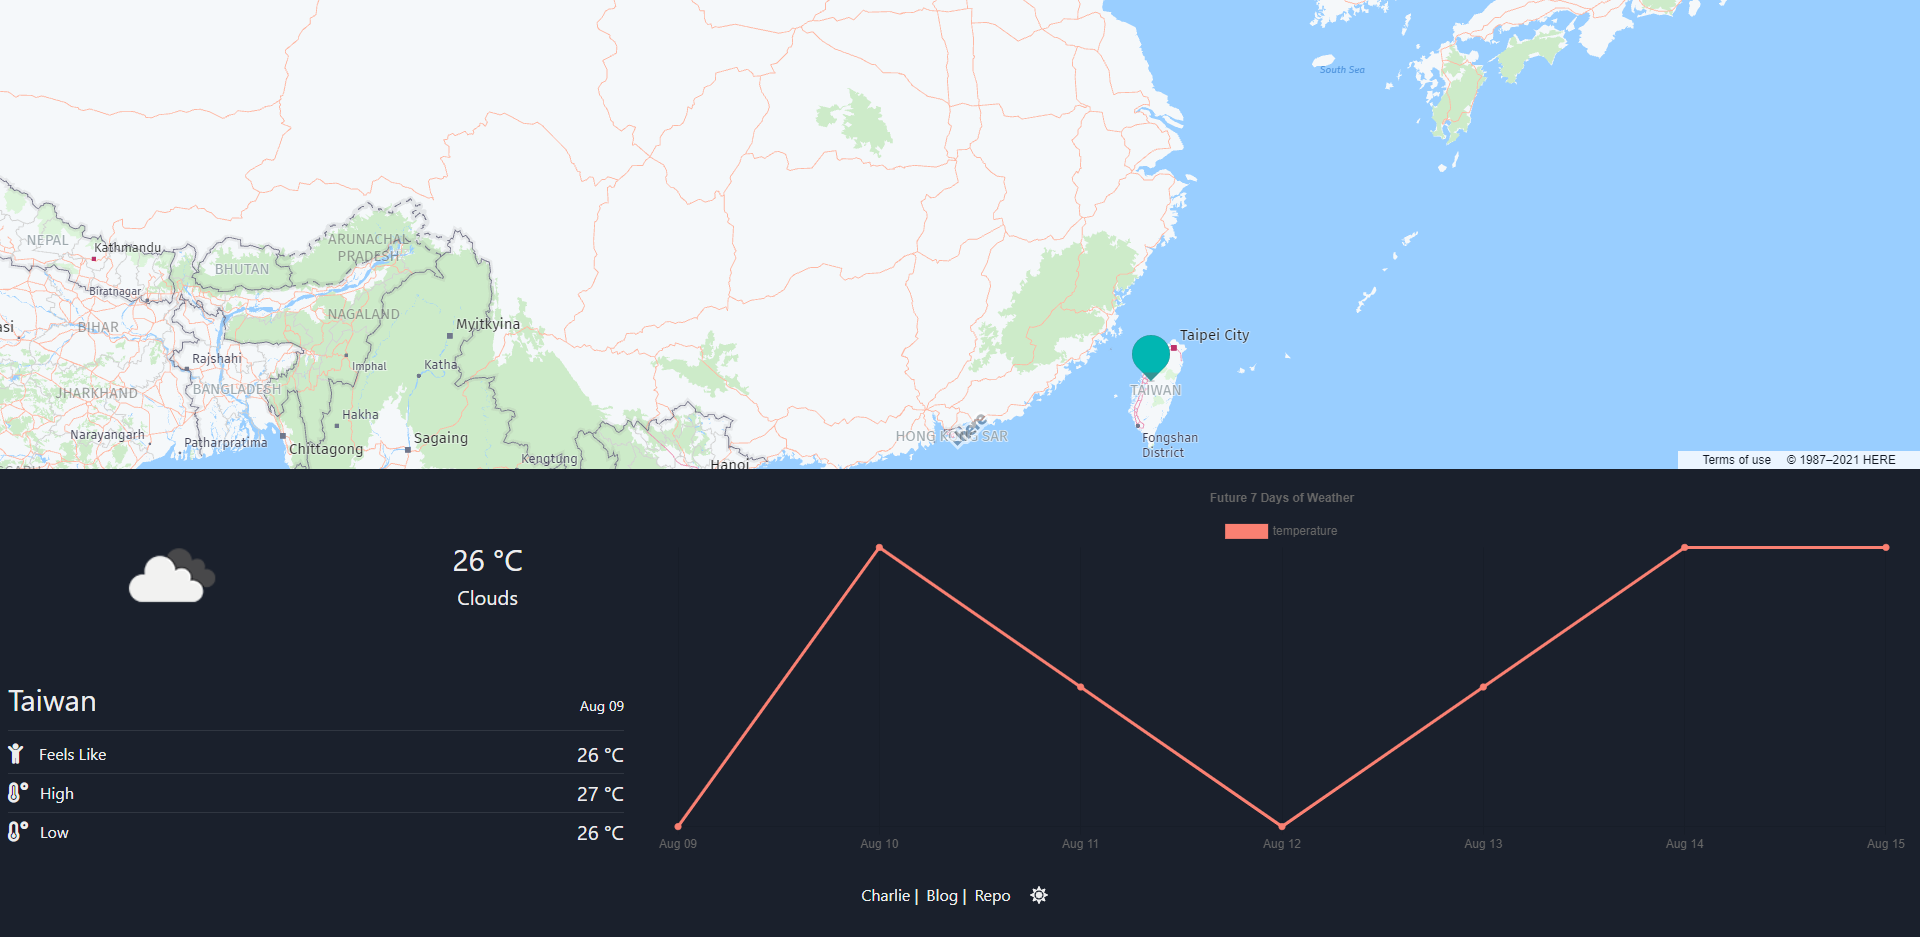 South Sea
NEPAL
Kathmandu
ARUNACHAL
PRADESH
BHUTAN
Biratnagar
BIHAR
NAGALAND
Myitkyina
Rajshahi
Imphal
Katha
JHARKHAND
BANGLADESH
Hakha
Narayangarh
Patharpratima
Chittagong
Sagaing
Kengtung
Hanoi
HONG KONG SAR
here
Taipei City
TAIWAN
Fongshan
District
Terms of use © 1987–2021 HERE
26 °C
Clouds
Taiwan Aug 09
Feels Like 26 °C
High 27 °C
Low 26 °C
Future 7 Days of Weather
temperature
Aug 09 Aug 10 Aug 11 Aug 12 Aug 13 Aug 14 Aug 15
Charlie | Blog | Repo